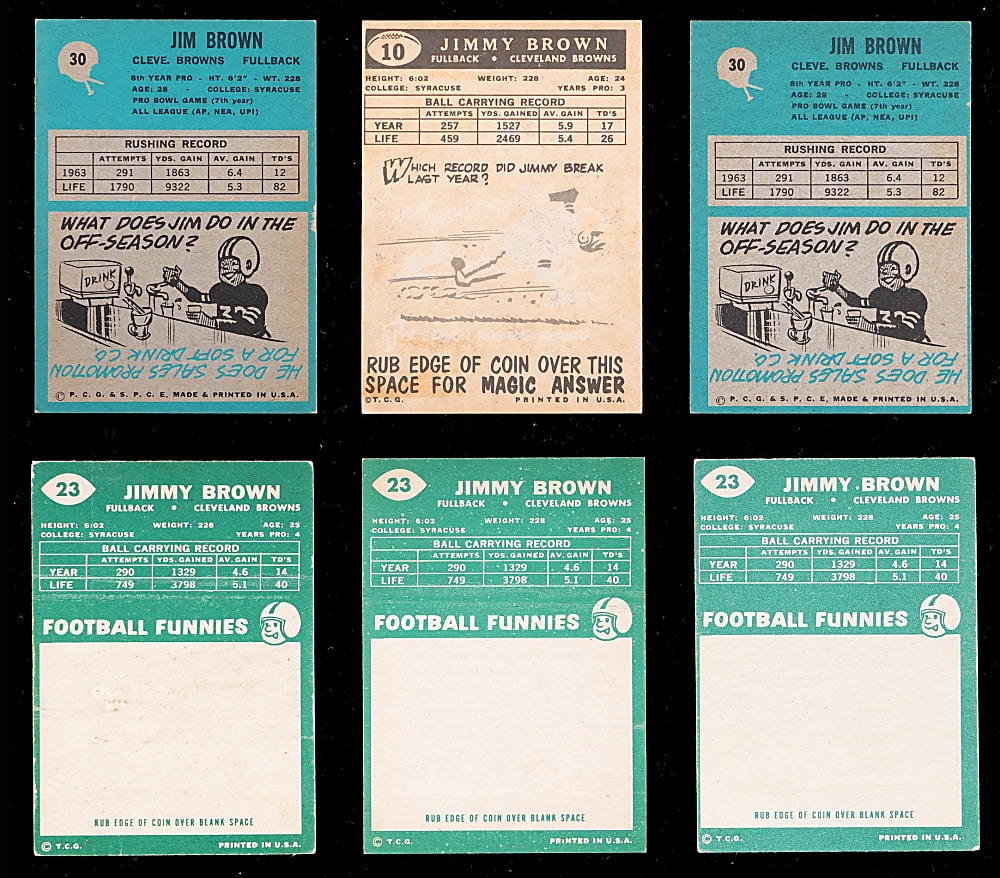 30
JIM BROWN
CLEVE. BROWNS FULLBACK
8th YEAR PRO - HT. 6'2" - WT. 228
AGE: 28 - COLLEGE: SYRACUSE
PRO BOWL GAME (7th year)
ALL LEAGUE (AP, NEA, UPI)
RUSHING RECORD
ATTEMPTS YDS. GAIN AV. GAIN TD'S
1963 291 1863 6.4 12
LIFE 1790 9322 5.3 82
WHAT DOES JIM DO IN THE
OFF-SEASON?
DRINK
HE DOES SALES PROMOTION
FOR A SOFT DRINK CO.
© P. C. G. & S. P. C. E. MADE & PRINTED IN U.S.A.
10
JIMMY BROWN
FULLBACK • CLEVELAND BROWNS
HEIGHT: 6:02 WEIGHT: 228 AGE: 24
COLLEGE: SYRACUSE YEARS PRO: 3
BALL CARRYING RECORD
ATTEMPTS YDS. GAINED AV. GAIN TD'S
YEAR 257 1527 5.9 17
LIFE 459 2469 5.4 26
WHICH RECORD DID JIMMY BREAK
LAST YEAR?
RUB EDGE OF COIN OVER THIS
SPACE FOR MAGIC ANSWER
©T.C.G. PRINTED IN U.S.A.
30
JIM BROWN
CLEVE. BROWNS FULLBACK
8th YEAR PRO - HT. 6'2" - WT. 228
AGE: 28 - COLLEGE: SYRACUSE
PRO BOWL GAME (7th year)
ALL LEAGUE (AP, NEA, UPI)
RUSHING RECORD
ATTEMPTS YDS. GAIN AV. GAIN TD'S
1963 291 1863 6.4 12
LIFE 1790 9322 5.3 82
WHAT DOES JIM DO IN THE
OFF-SEASON?
DRINK
HE DOES SALES PROMOTION
FOR A SOFT DRINK CO.
© P. C. G. & S. P. C. E. MADE & PRINTED IN U.S.A.
23
JIMMY BROWN
FULLBACK • CLEVELAND BROWNS
HEIGHT: 6:02 WEIGHT: 228 AGE: 25
COLLEGE: SYRACUSE YEARS PRO: 4
BALL CARRYING RECORD
ATTEMPTS YDS. GAINED AV. GAIN TD'S
YEAR 290 1329 4.6 14
LIFE 749 3798 5.1 40
FOOTBALL FUNNIES
RUB EDGE OF COIN OVER BLANK SPACE
© T.C.G. PRINTED IN U.S.A.
23
JIMMY BROWN
FULLBACK • CLEVELAND BROWNS
HEIGHT: 6:02 WEIGHT: 228 AGE: 25
COLLEGE: SYRACUSE YEARS PRO: 4
BALL CARRYING RECORD
ATTEMPTS YDS. GAINED AV. GAIN TD'S
YEAR 290 1329 4.6 14
LIFE 749 3798 5.1 40
FOOTBALL FUNNIES
RUB EDGE OF COIN OVER BLANK SPACE
© T.C.G. PRINTED IN U.S.A.
23
JIMMY BROWN
FULLBACK • CLEVELAND BROWNS
HEIGHT: 6:02 WEIGHT: 228 AGE: 25
COLLEGE: SYRACUSE YEARS PRO: 4
BALL CARRYING RECORD
ATTEMPTS YDS. GAINED AV. GAIN TD'S
YEAR 290 1329 4.6 14
LIFE 749 3798 5.1 40
FOOTBALL FUNNIES
RUB EDGE OF COIN OVER BLANK SPACE
© T.C.G. PRINTED IN U.S.A.